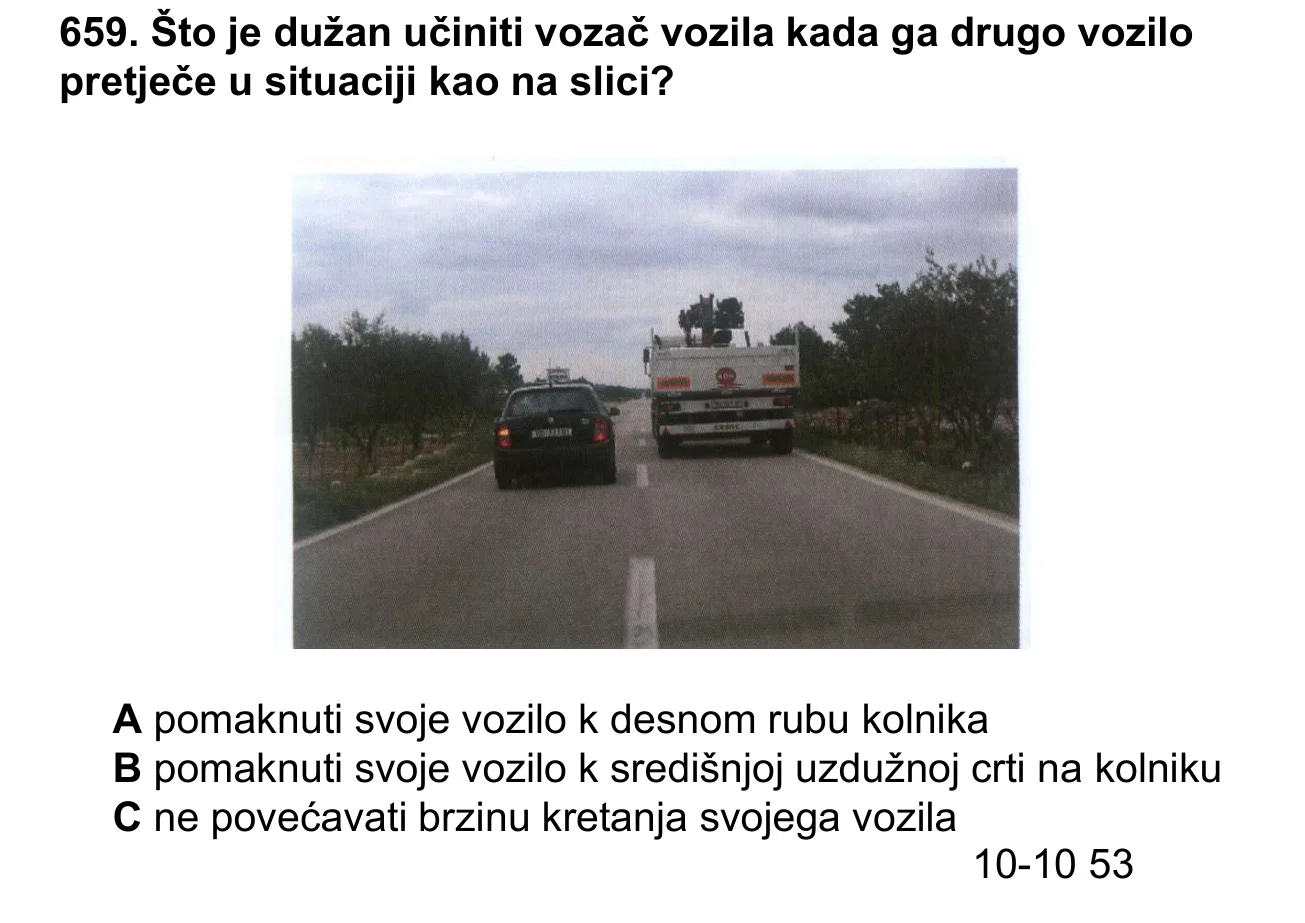 659. Što je dužan učiniti vozač vozila kada ga drugo vozilo
pretječe u situaciji kao na slici?
A pomaknuti svoje vozilo k desnom rubu kolnika
B pomaknuti svoje vozilo k središnjoj uzdužnoj crti na kolniku
C ne povećavati brzinu kretanja svojega vozila
10-10 53